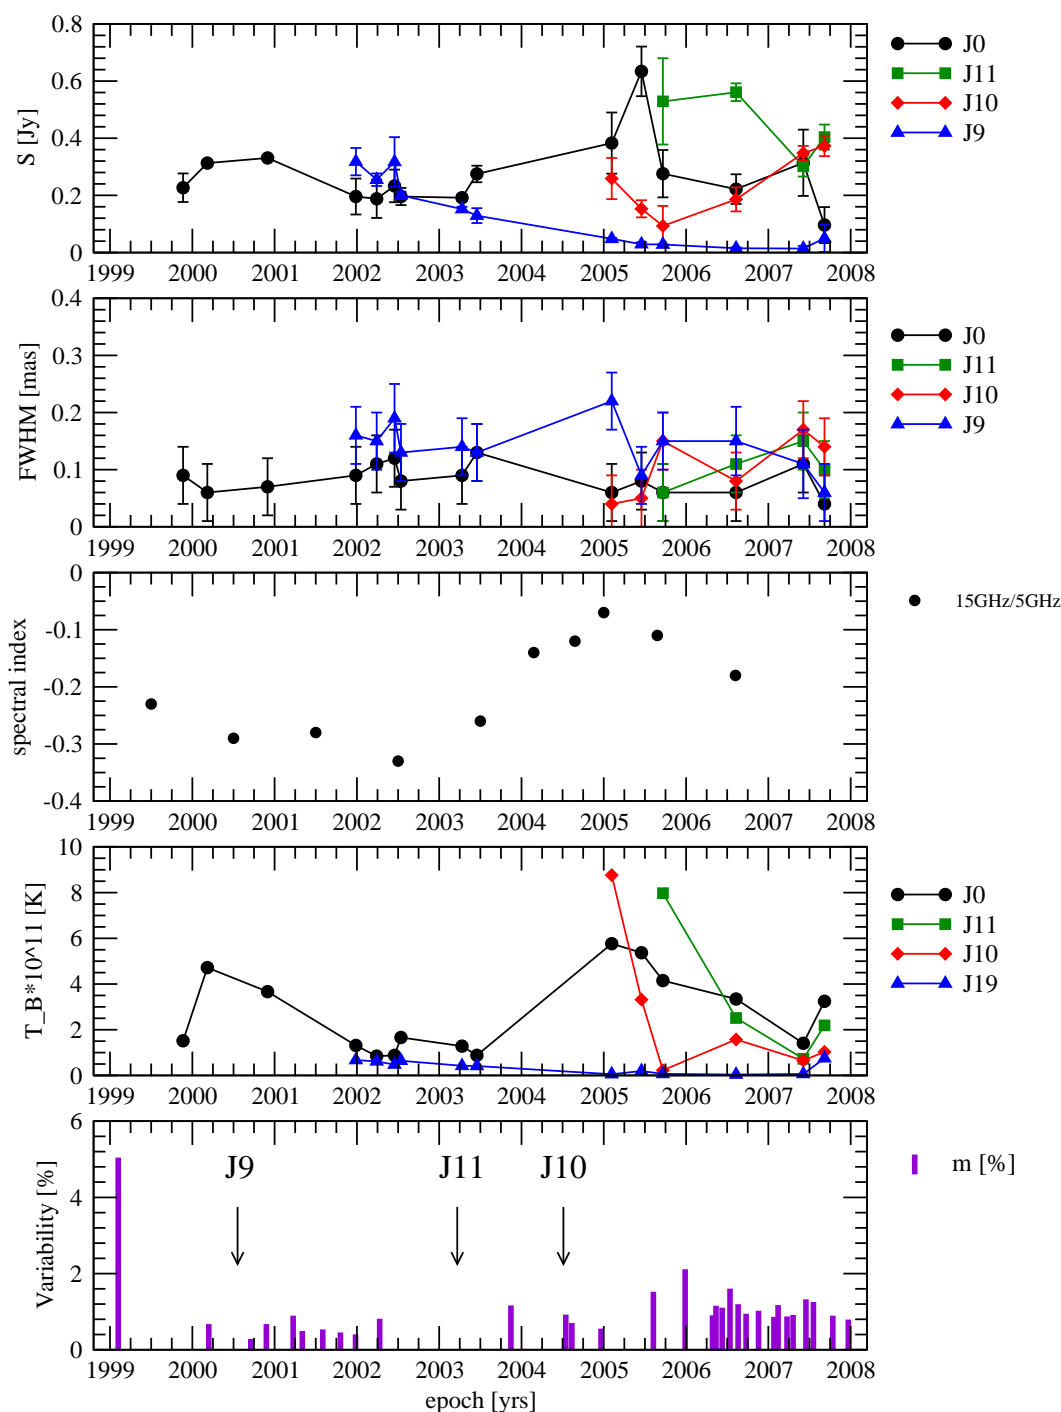 0.8
0.6
0.4
0.2
0
S [Jy]
1999 2000 2001 2002 2003 2004 2005 2006 2007 2008
J0
J11
J10
J9
0.4
0.3
0.2
0.1
0
FWHM [mas]
1999 2000 2001 2002 2003 2004 2005 2006 2007 2008
J0
J11
J10
J9
0
-0.1
-0.2
-0.3
-0.4
spectral index
1999 2000 2001 2002 2003 2004 2005 2006 2007 2008
15GHz/5GHz
10
8
6
4
2
0
T_B*10^11 [K]
1999 2000 2001 2002 2003 2004 2005 2006 2007 2008
J0
J11
J10
J19
6
4
2
0
Variability [%]
J9 J11 J10
m [%]
1999 2000 2001 2002 2003 2004 2005 2006 2007 2008
epoch [yrs]